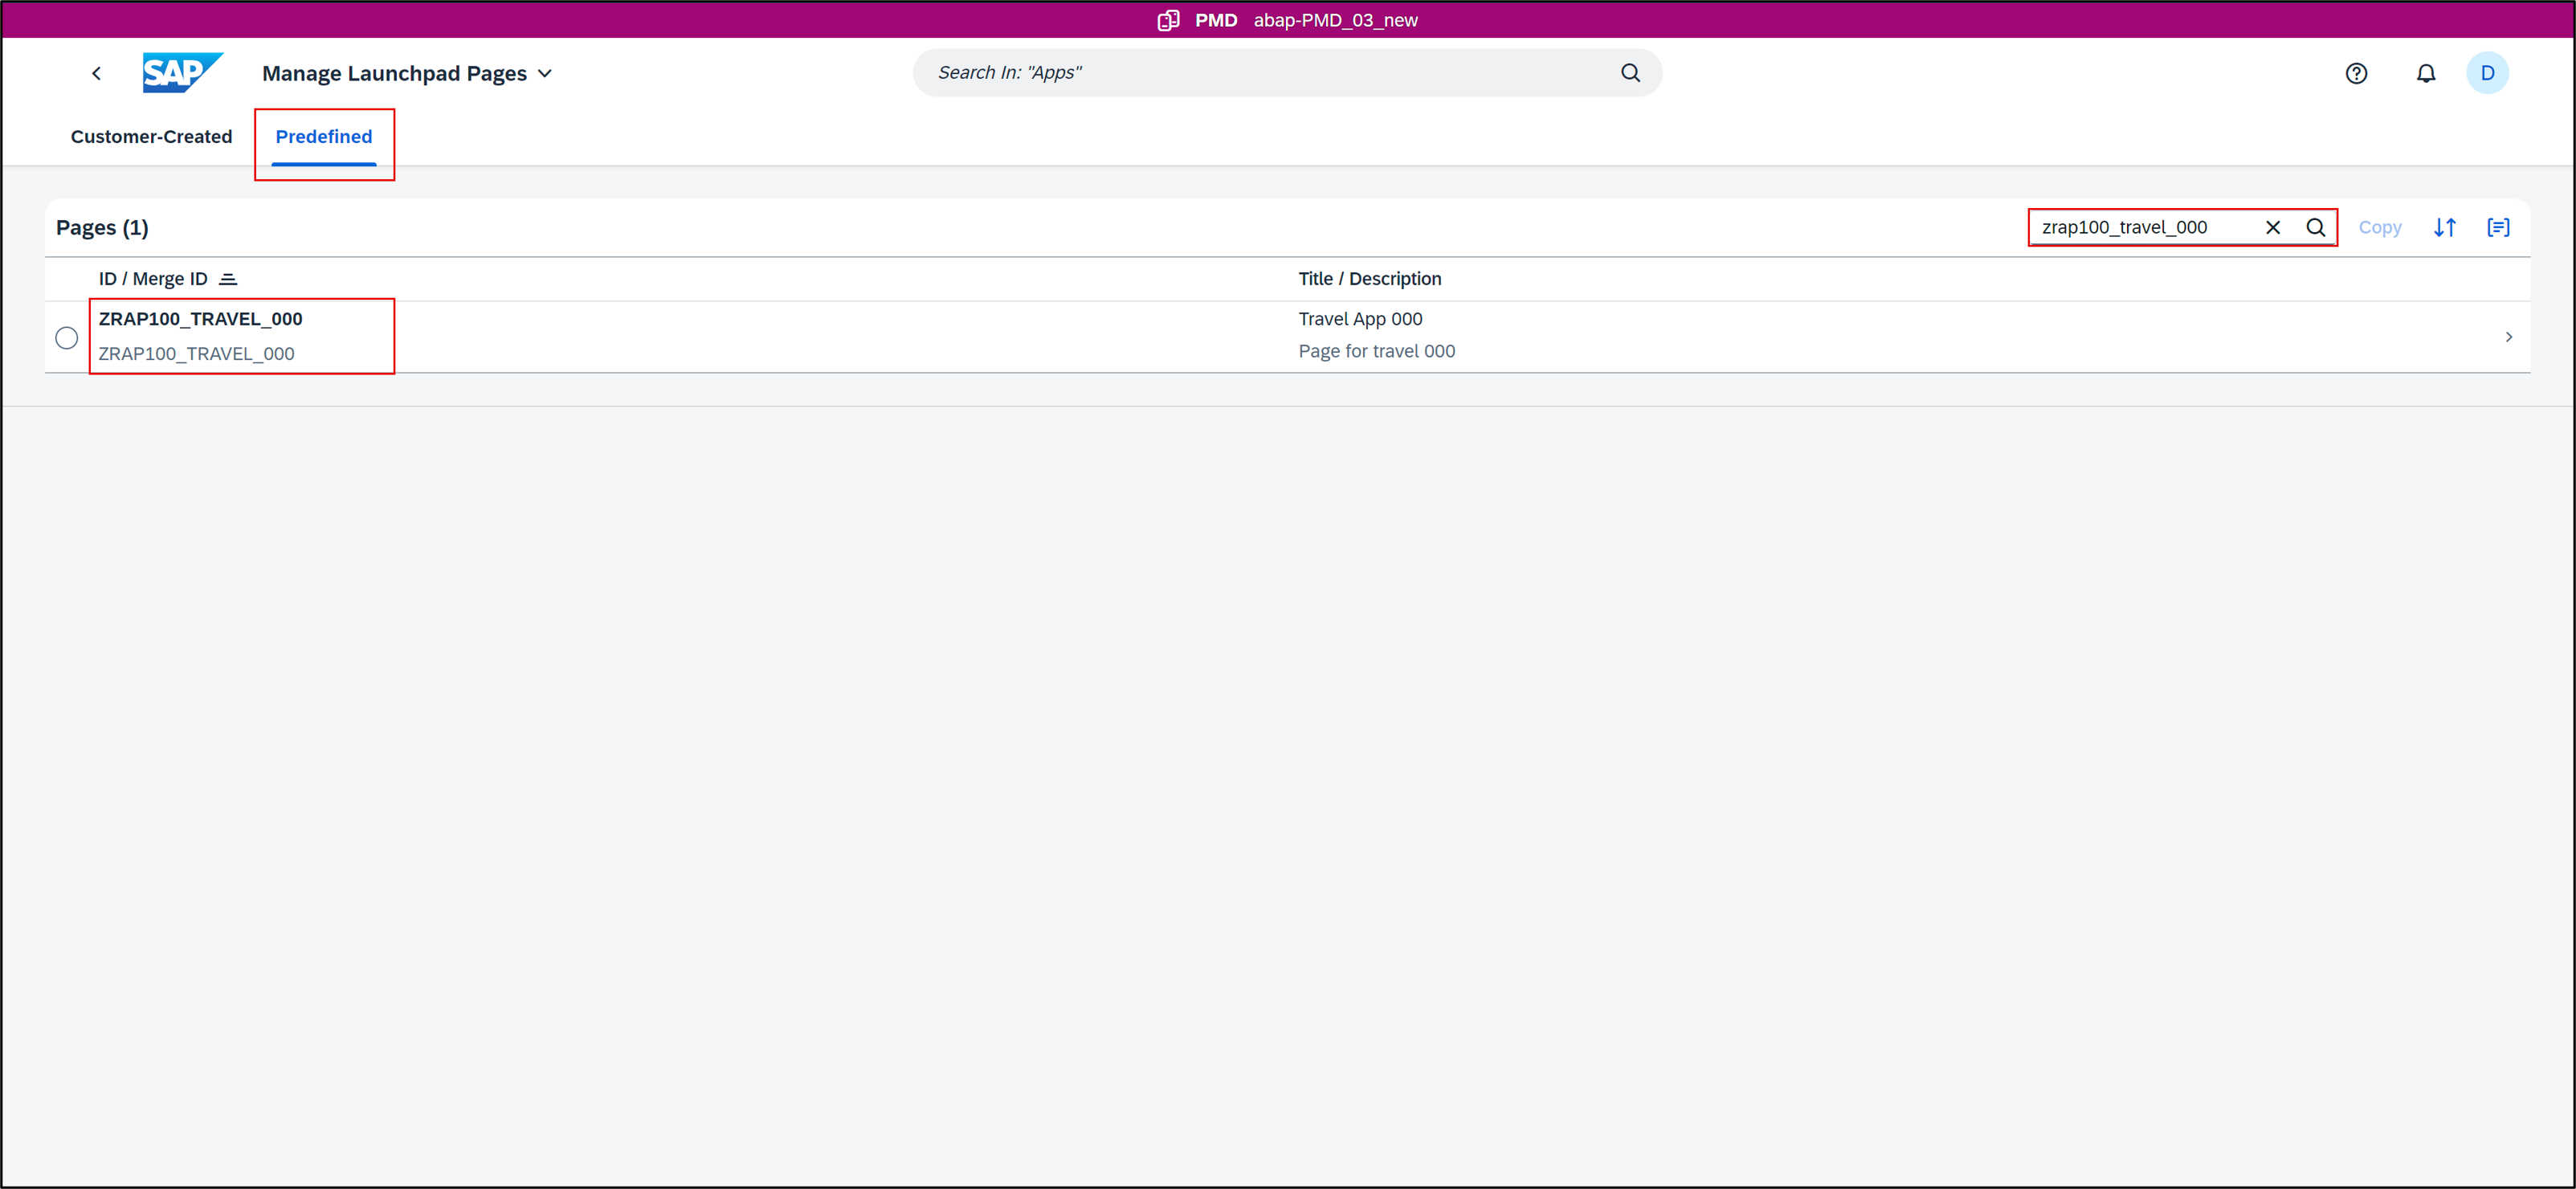 PMD abap-PMD_03_new
SAP Manage Launchpad Pages Search In: "Apps" D
Customer-Created Predefined
Pages (1) zrap100_travel_000 Copy
ID / Merge ID Title / Description
ZRAP100_TRAVEL_000 Travel App 000
ZRAP100_TRAVEL_000 Page for travel 000